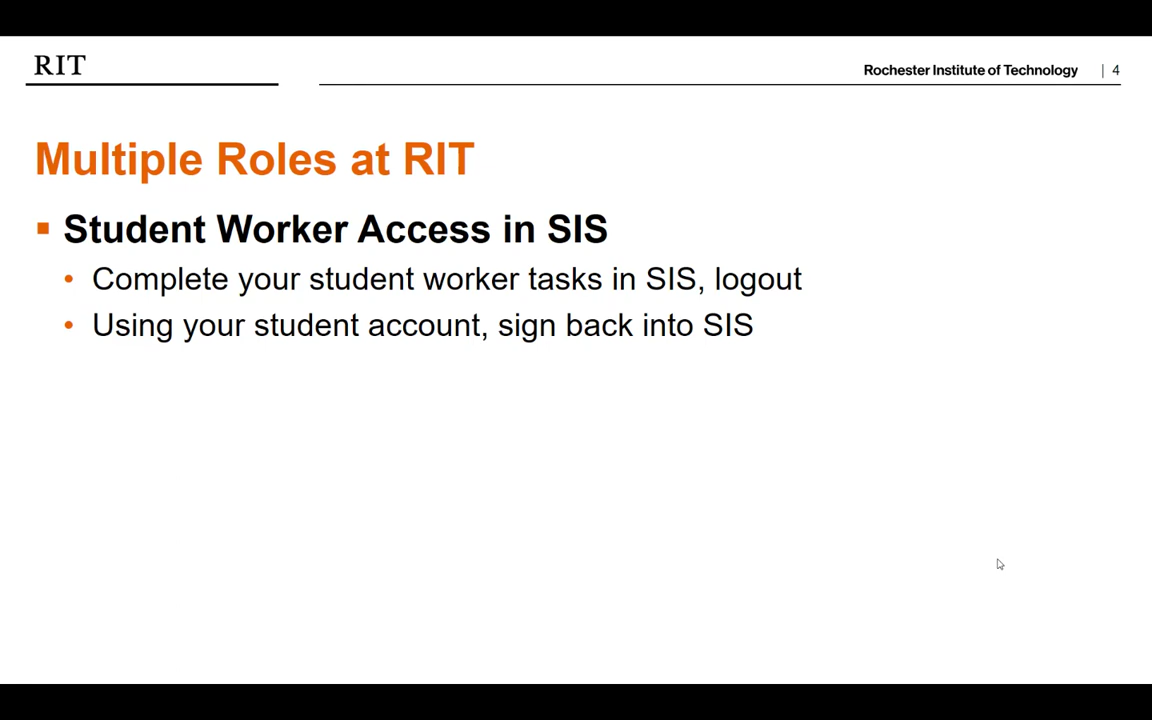 RIT
Rochester Institute of Technology | 4
Multiple Roles at RIT
▪ Student Worker Access in SIS
• Complete your student worker tasks in SIS, logout
• Using your student account, sign back into SIS